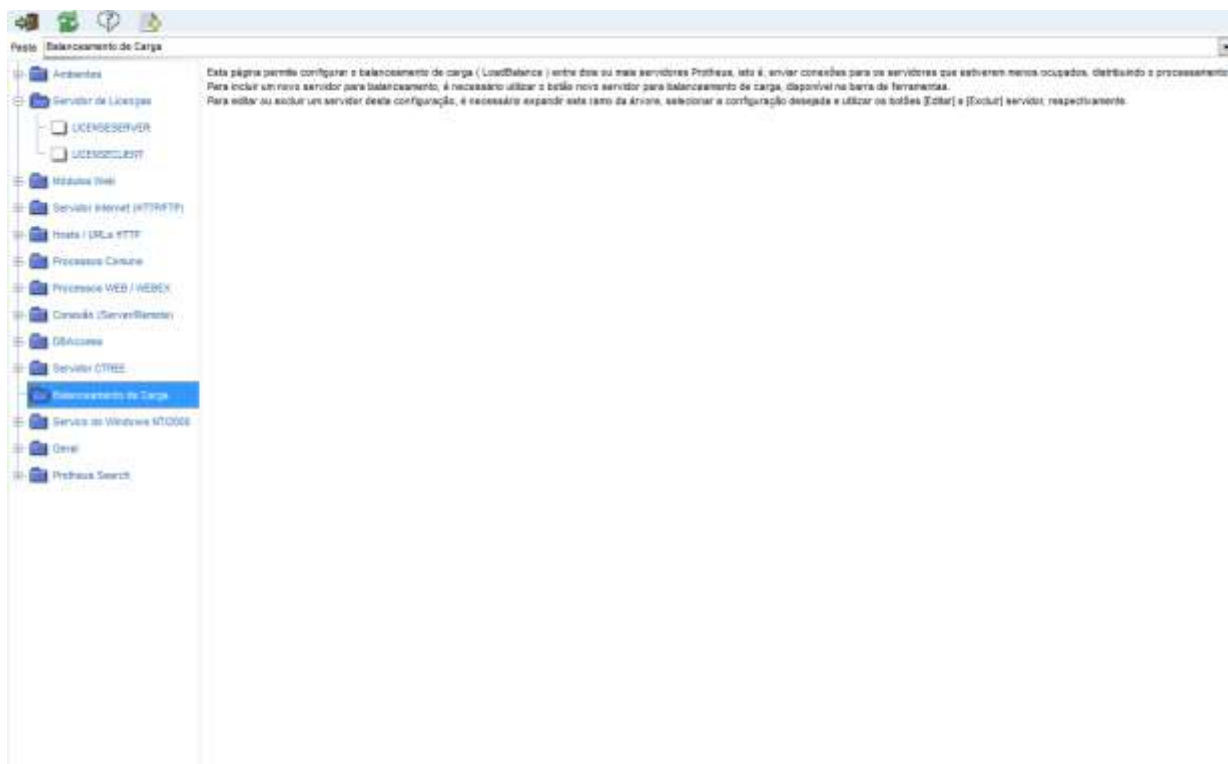 Pasta Balanceamento de Carga
Ambientes
Servidor de Licenças
LICENSESERVER
LICENSECLIENT
Módulos Web
Servidor Internet (HTTP/FTP)
Hosts / URLs HTTP
Processos Comuns
Processos WEB / WEBEX
Conexão (Server/Remote)
DBAccess
Servidor CTREE
Balanceamento de Carga
Servico do Windows NT/2000
Geral
Protheus Search
Esta página permite configurar o balanceamento de carga ( LoadBalance ) entre dois ou mais servidores Protheus, isto é, enviar conexões para os servidores que estiverem menos ocupados, distribuindo o processamento
Para incluir um novo servidor para balanceamento, é necessário utilizar o botão novo servidor para balanceamento de carga, disponível na barra de ferramentas.
Para editar ou excluir um servidor desta configuração, é necessário expandir este ramo da árvore, selecionar a configuração desejada e utilizar os botões [Editar] e [Excluir] servidor, respectivamente.